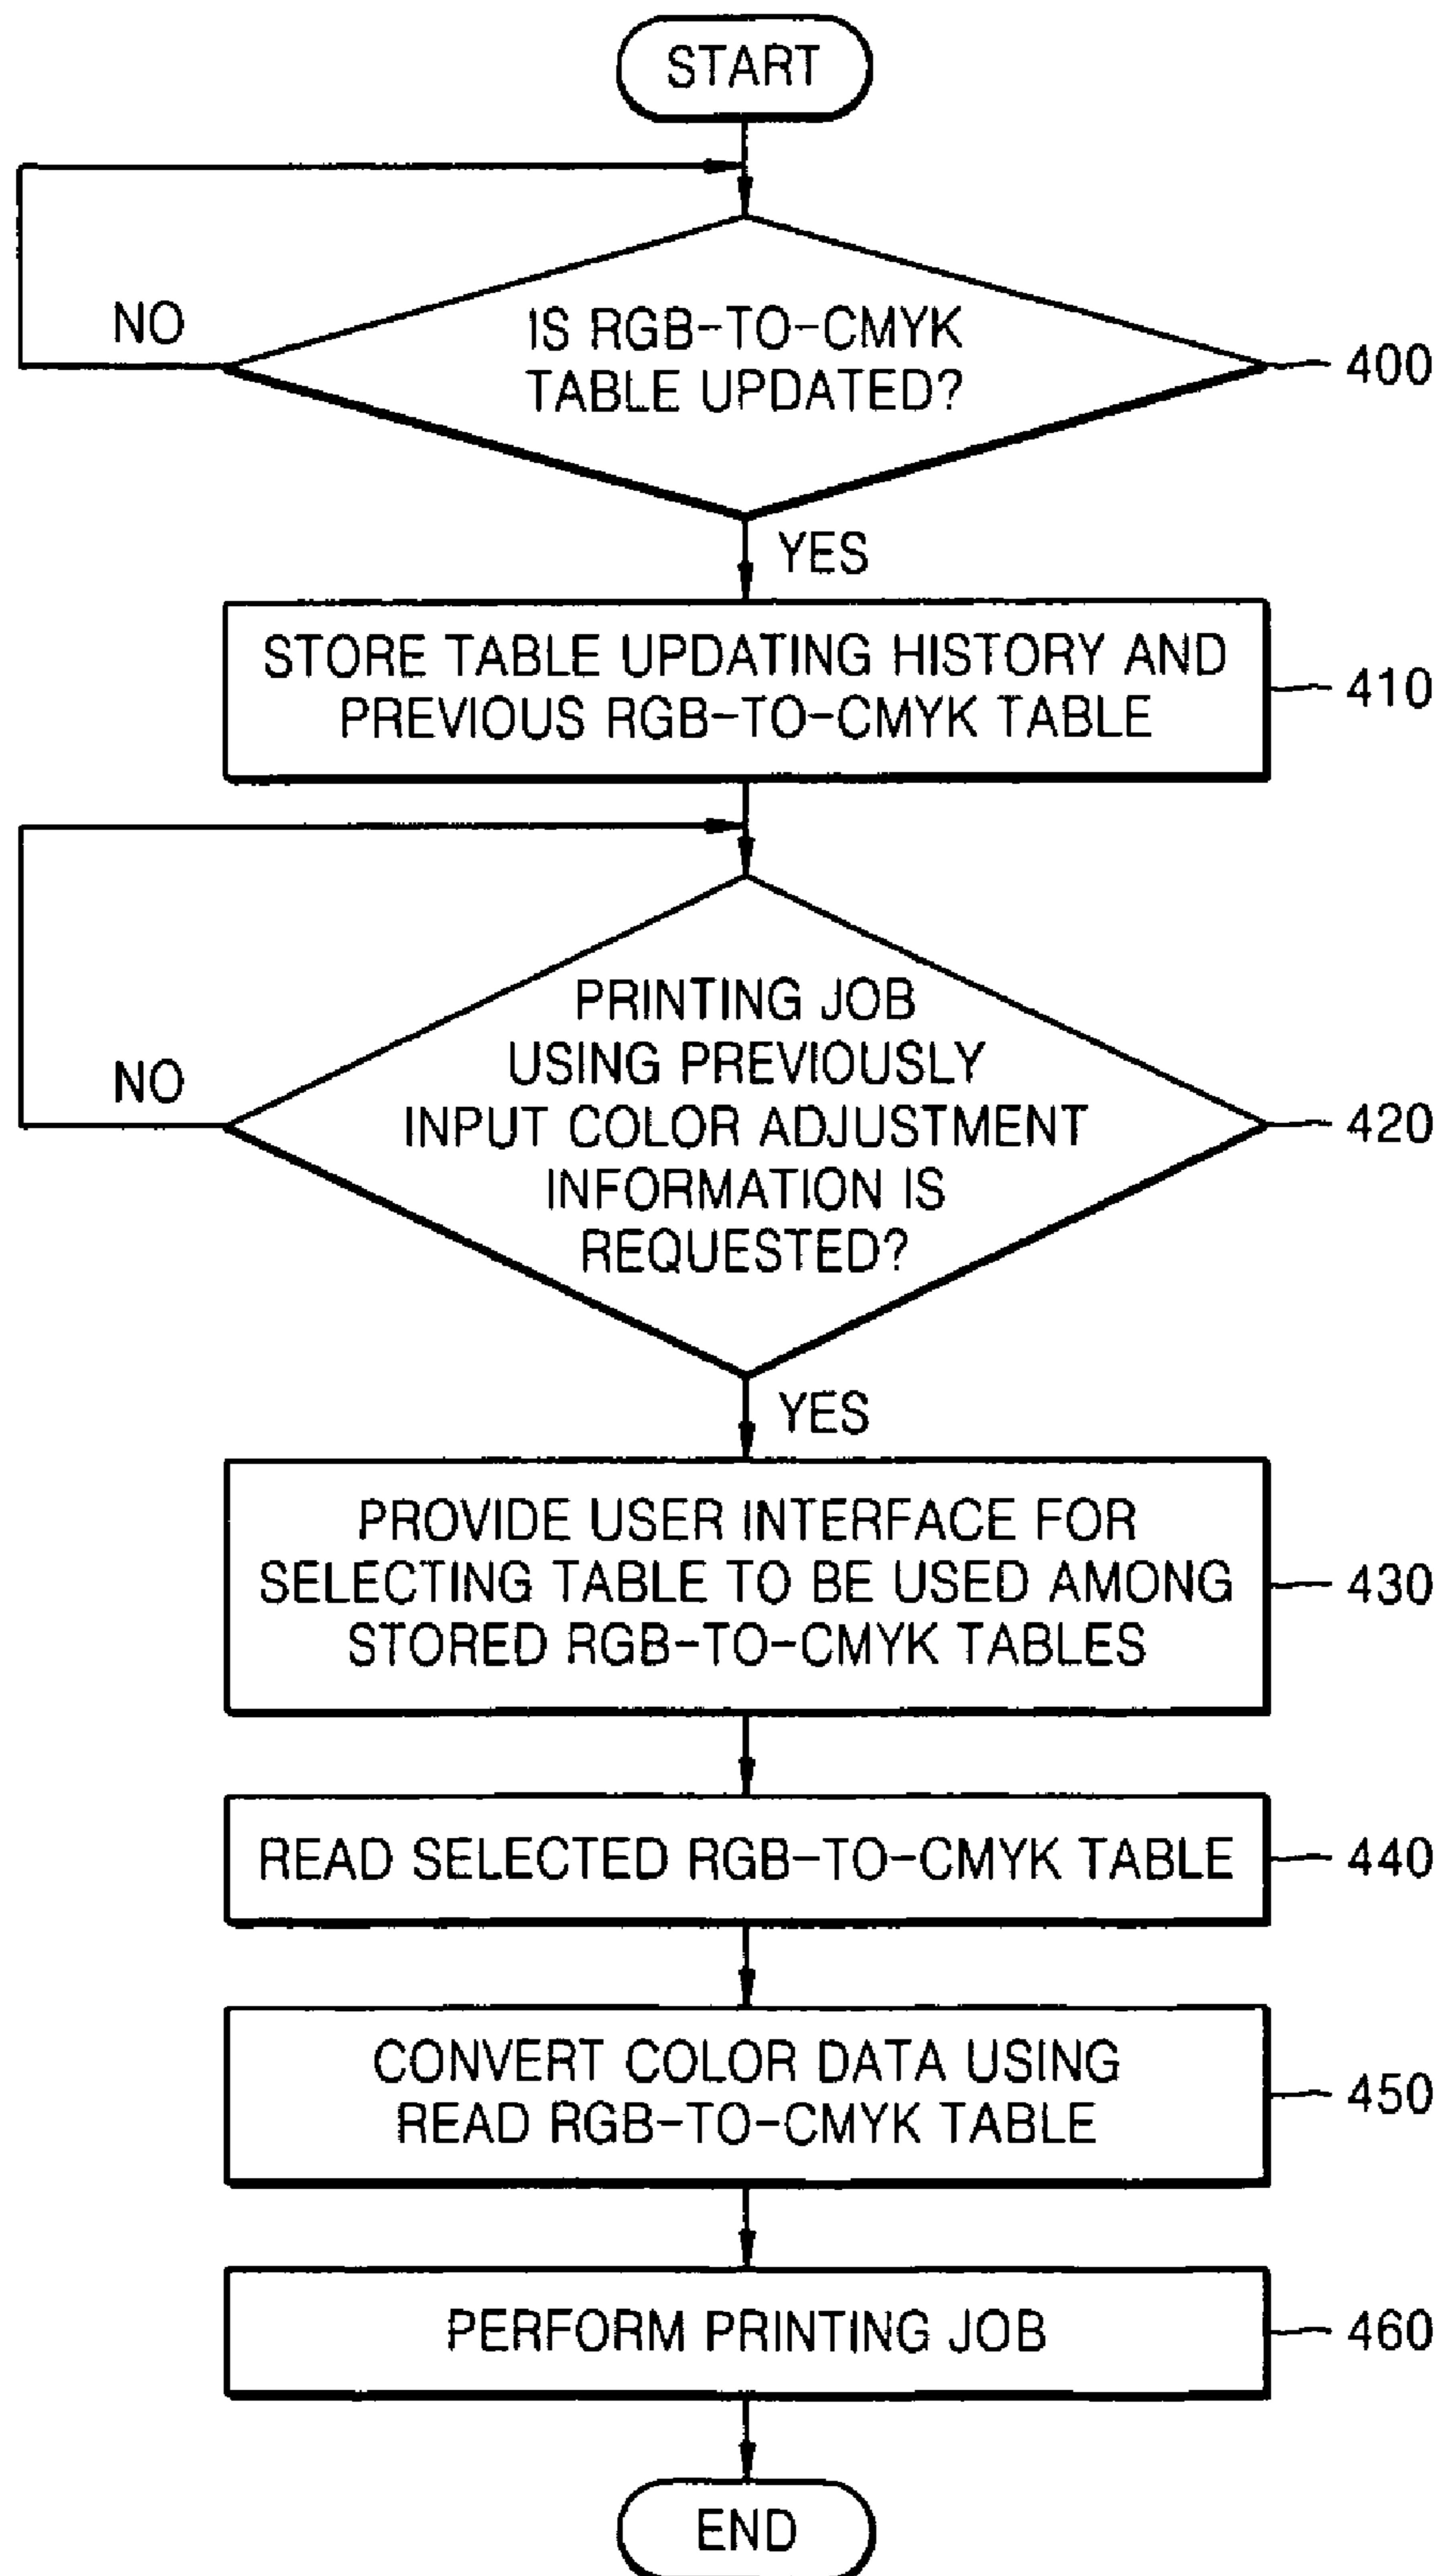 START
NO
IS RGB-TO-CMYK
TABLE UPDATED?
400
YES
STORE TABLE UPDATING HISTORY AND
PREVIOUS RGB-TO-CMYK TABLE
410
PRINTING JOB
USING PREVIOUSLY
INPUT COLOR ADJUSTMENT
INFORMATION IS
REQUESTED?
NO
420
YES
PROVIDE USER INTERFACE FOR
SELECTING TABLE TO BE USED AMONG
STORED RGB-TO-CMYK TABLES
430
READ SELECTED RGB-TO-CMYK TABLE
440
CONVERT COLOR DATA USING
READ RGB-TO-CMYK TABLE
450
PERFORM PRINTING JOB
460
END